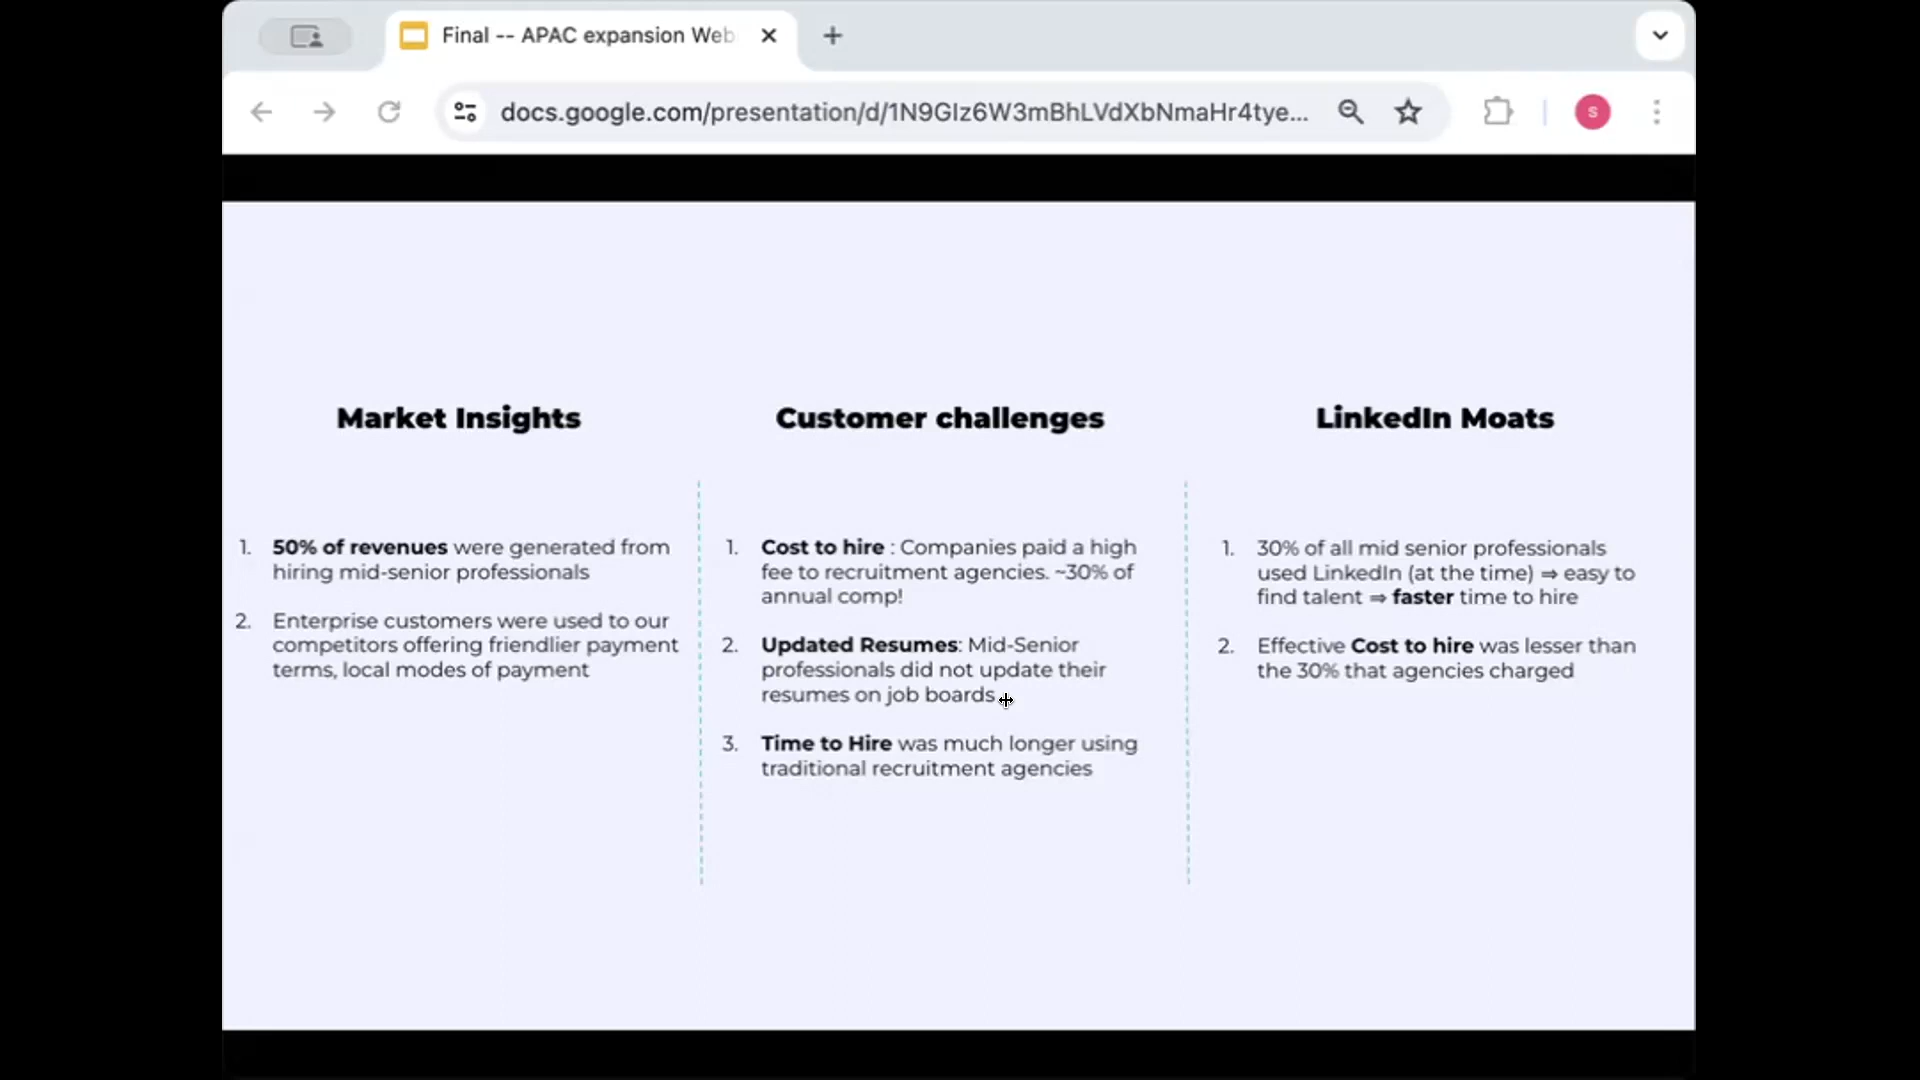 Final -- APAC expansion Web
docs.google.com/presentation/d/1N9GIz6W3mBhLVdXbNmaHr4tye...
S
Market Insights
1. 50% of revenues were generated from
hiring mid-senior professionals
2. Enterprise customers were used to our
competitors offering friendlier payment
terms, local modes of payment
Customer challenges
1. Cost to hire : Companies paid a high
fee to recruitment agencies. ~30% of
annual comp!
2. Updated Resumes: Mid-Senior
professionals did not update their
resumes on job boards
3. Time to Hire was much longer using
traditional recruitment agencies
LinkedIn Moats
1. 30% of all mid senior professionals
used LinkedIn (at the time) ⇒ easy to
find talent ⇒ faster time to hire
2. Effective Cost to hire was lesser than
the 30% that agencies charged